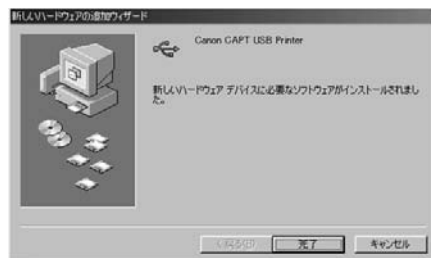 新しいハードウェアの追加ウィザード
Canon CAPT USB Printer
新しいハードウェア デバイスに必要なソフトウェアがインストールされまし
た。
< 戻る(B)
完了
キャンセル